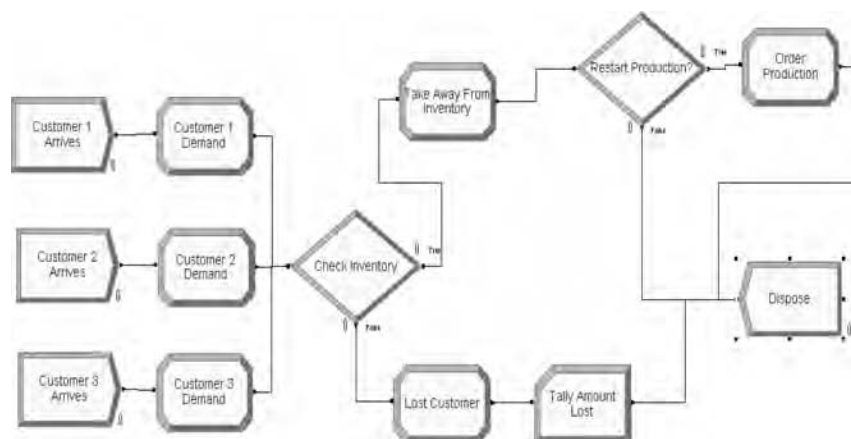 Customer 1
Arrives
Customer 1
Demand
Customer 2
Arrives
Customer 2
Demand
Customer 3
Arrives
Customer 3
Demand
Check Inventory
True
False
Take Away From
Inventory
Restart Production?
True
False
Order
Production
Lost Customer
Tally Amount
Lost
Dispose